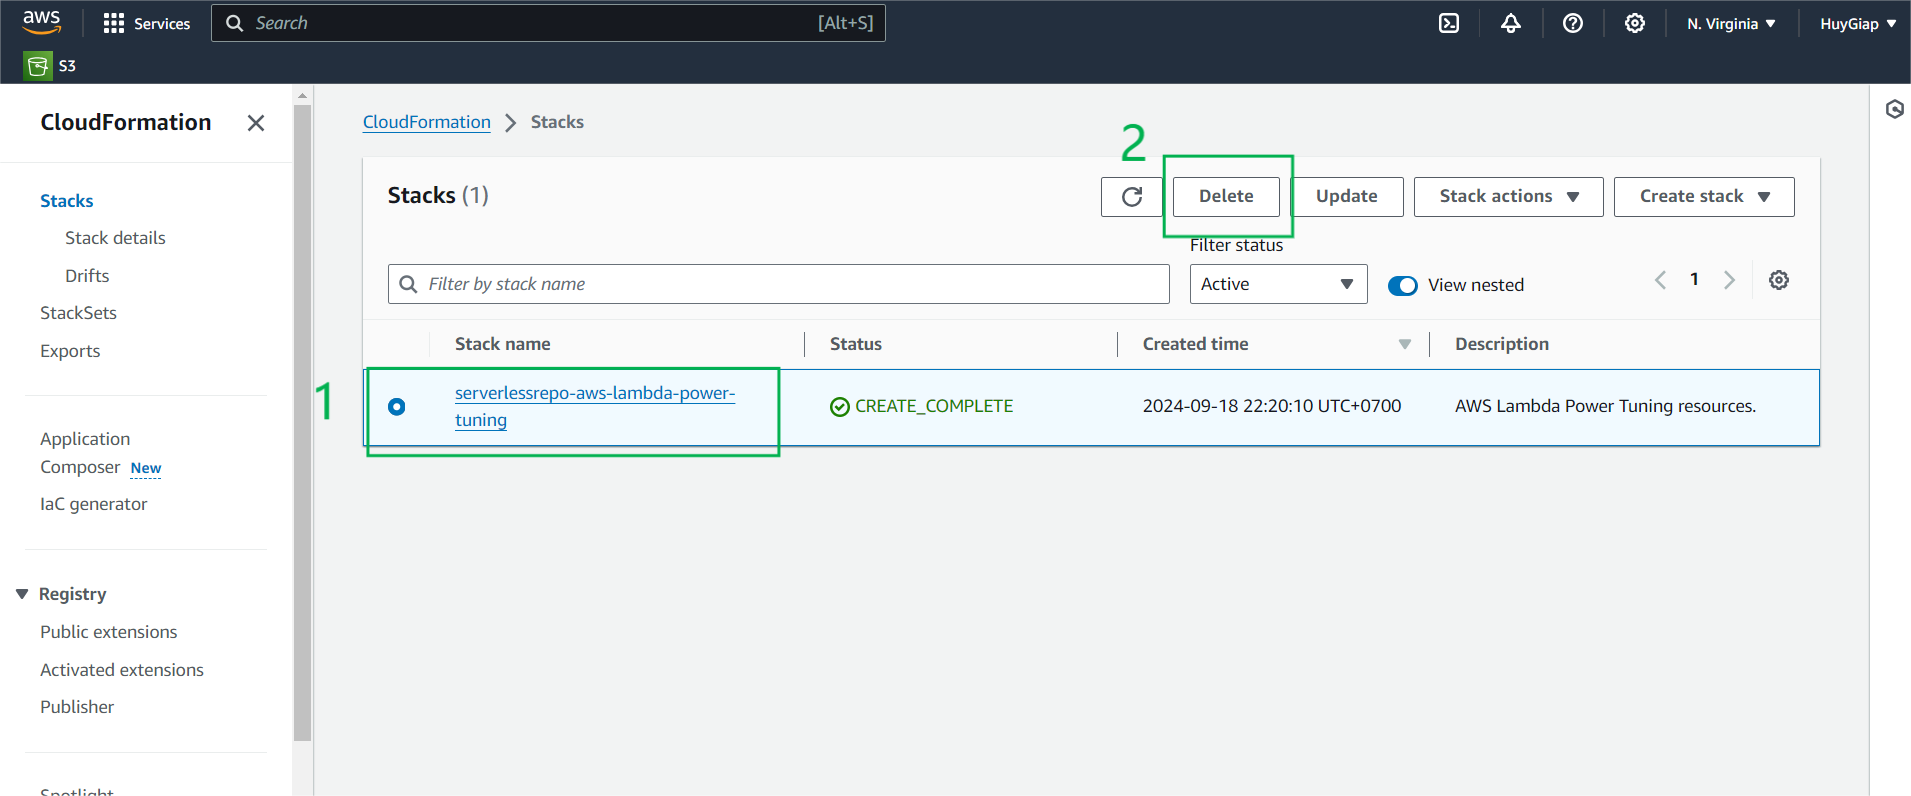 aws
Services
Search
[Alt+S]
N. Virginia
HuyGiap
S3
CloudFormation
Stacks
Stack details
Drifts
StackSets
Exports
Application
Composer New
IaC generator
Registry
Public extensions
Activated extensions
Publisher
Spotlight
CloudFormation
Stacks
2
Stacks (1)
Delete
Update
Stack actions
Create stack
Filter by stack name
Filter status
Active
View nested
1
Stack name
Status
Created time
Description
1
serverlessrepo-aws-lambda-power-
tuning
CREATE_COMPLETE
2024-09-18 22:20:10 UTC+0700
AWS Lambda Power Tuning resources.